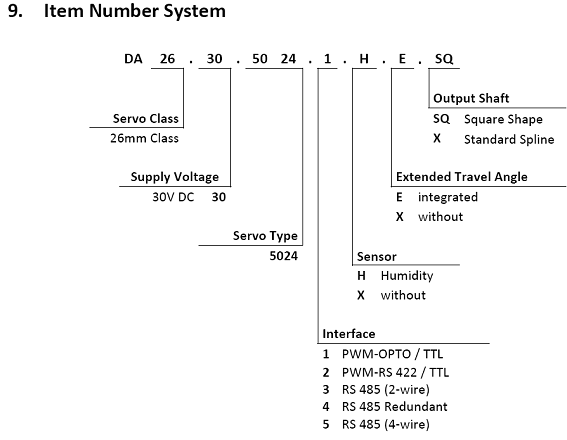 9. Item Number System
DA 26 . 30 . 50 24 . 1 . H . E . SQ
Output Shaft
Servo Class
SQ Square Shape
26mm Class
X Standard Spline
Supply Voltage
Extended Travel Angle
30V DC 30
E integrated
X without
Servo Type
5024
Sensor
H Humidity
X without
Interface
1 PWM-OPTO / TTL
2 PWM-RS 422 / TTL
3 RS 485 (2-wire)
4 RS 485 Redundant
5 RS 485 (4-wire)